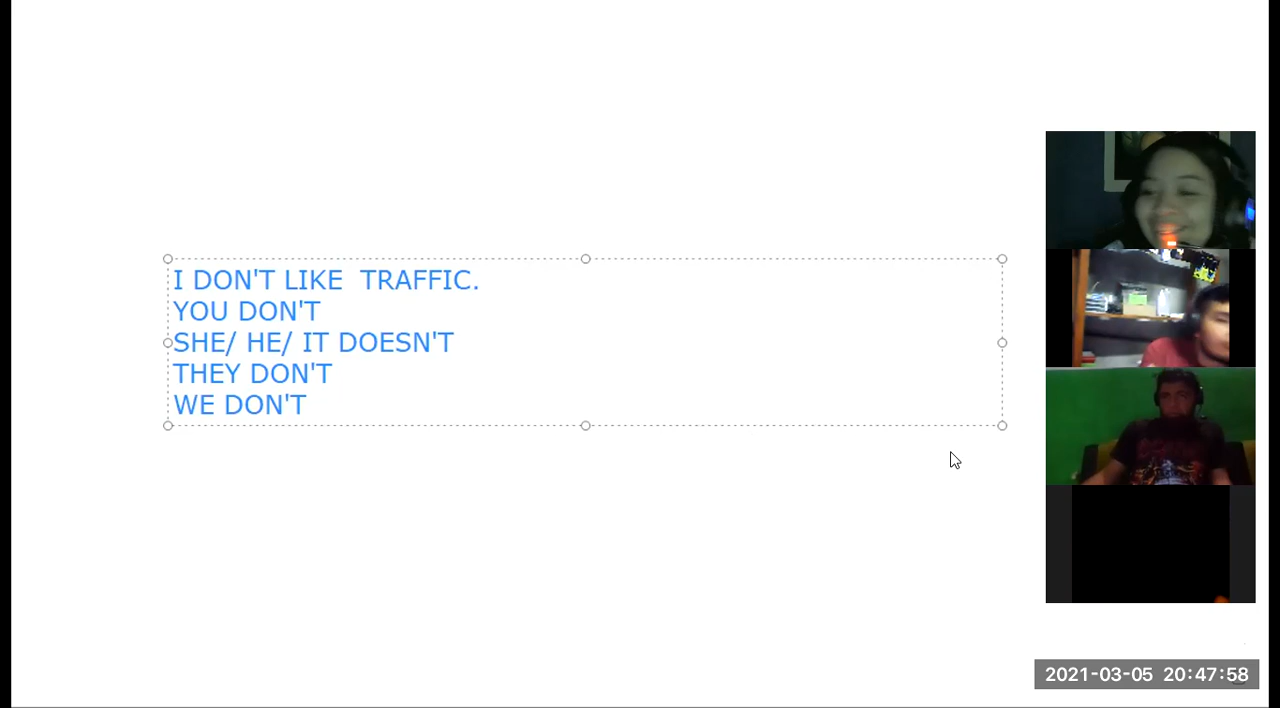 I DON'T LIKE  TRAFFIC.
YOU DON'T
SHE/ HE/ IT DOESN'T
THEY DON'T
WE DON'T
2021-03-05 20:47:58